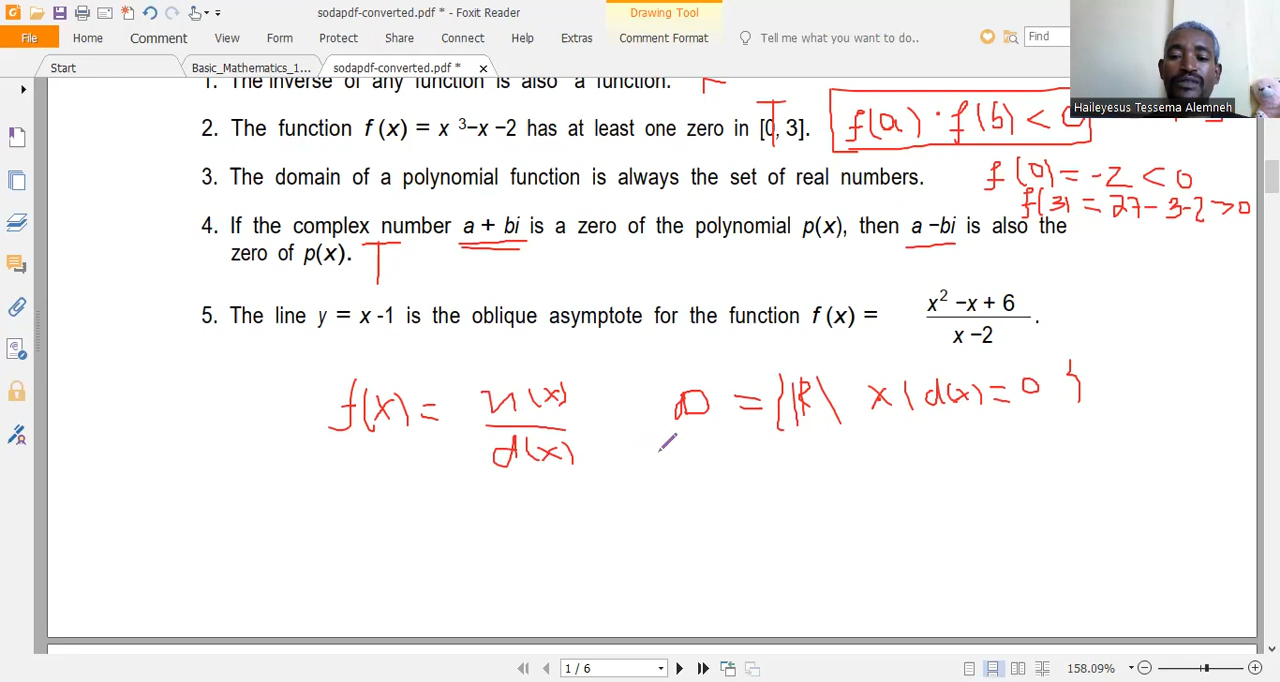 sodapdf-converted.pdf * - Foxit Reader
Drawing Tool
File Home Comment View Form Protect Share Connect Help Extras Comment Format Tell me what you want to do.. Find
Start Basic_Mathematics_1... sodapdf-converted.pdf *
Haileyesus Tessema Alemneh
1. The inverse of any function is also a function. F
2. The function f (x) = x 3−x −2 has at least one zero in [0, 3]. T
f(a) · f(b) < 0
f(0) = -2 < 0
3. The domain of a polynomial function is always the set of real numbers.
f(3) = 27 - 3-2 >0
4. If the complex number a + bi is a zero of the polynomial p(x), then a −bi is also the
zero of p(x). T
5. The line y = x -1 is the oblique asymptote for the function f (x) = x² −x + 6 / x −2 .
f(x) = n(x) / d(x) D = {ℝ \ x | d(x) = 0 }
1 / 6
158.09%